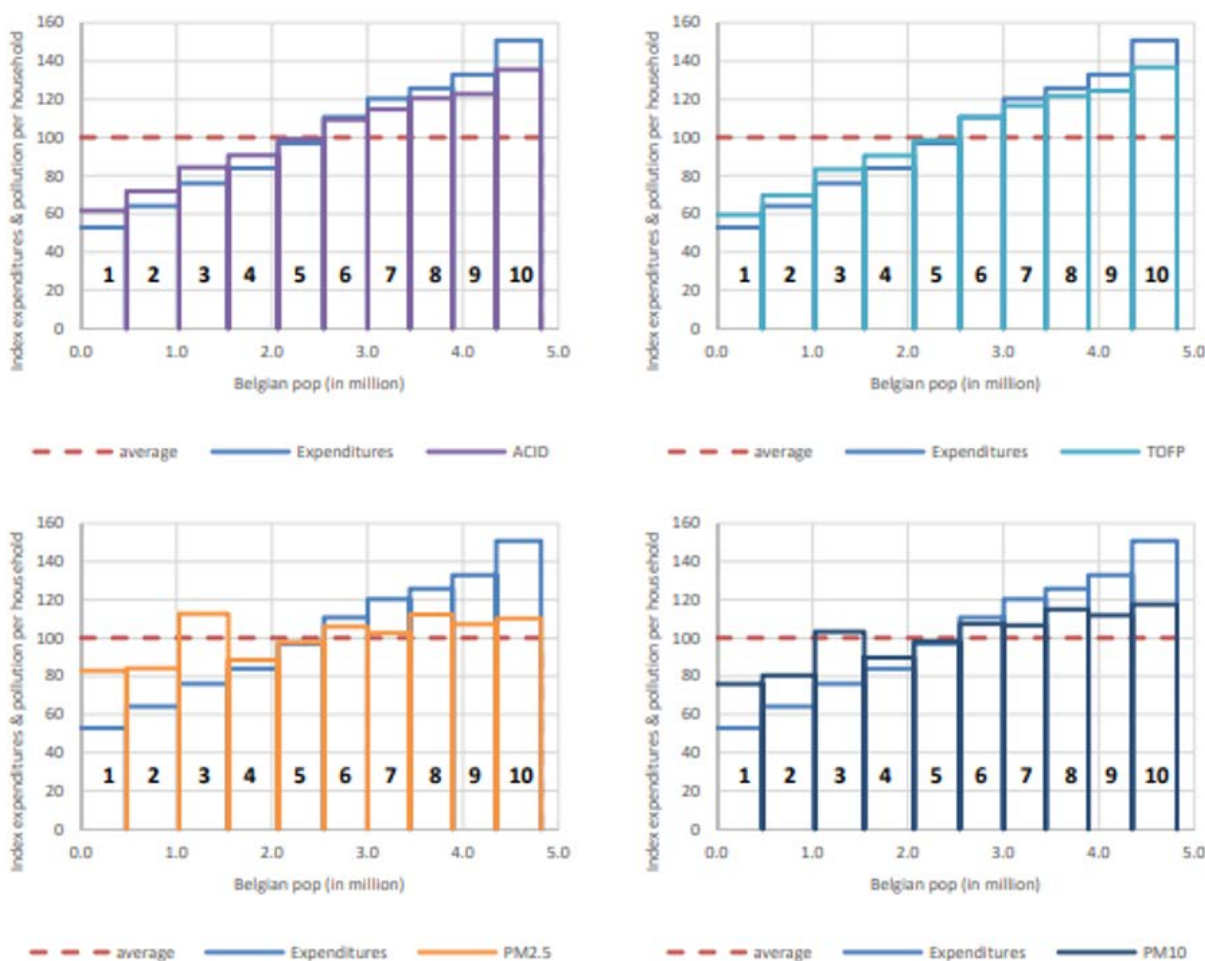 Index expenditures & pollution per household
160
140
120
100
80
60
40
20
0
1 2 3 4 5 6 7 8 9 10
0.0 1.0 2.0 3.0 4.0 5.0
Belgian pop (in million)
average Expenditures ACID
Index expenditures & pollution per household
160
140
120
100
80
60
40
20
0
1 2 3 4 5 6 7 8 9 10
0.0 1.0 2.0 3.0 4.0 5.0
Belgian pop (in million)
average Expenditures TOFP
Index expenditures & pollution per household
160
140
120
100
80
60
40
20
0
1 2 3 4 5 6 7 8 9 10
0.0 1.0 2.0 3.0 4.0 5.0
Belgian pop (in million)
average Expenditures PM2.5
Index expenditures & pollution per household
160
140
120
100
80
60
40
20
0
1 2 3 4 5 6 7 8 9 10
0.0 1.0 2.0 3.0 4.0 5.0
Belgian pop (in million)
average Expenditures PM10